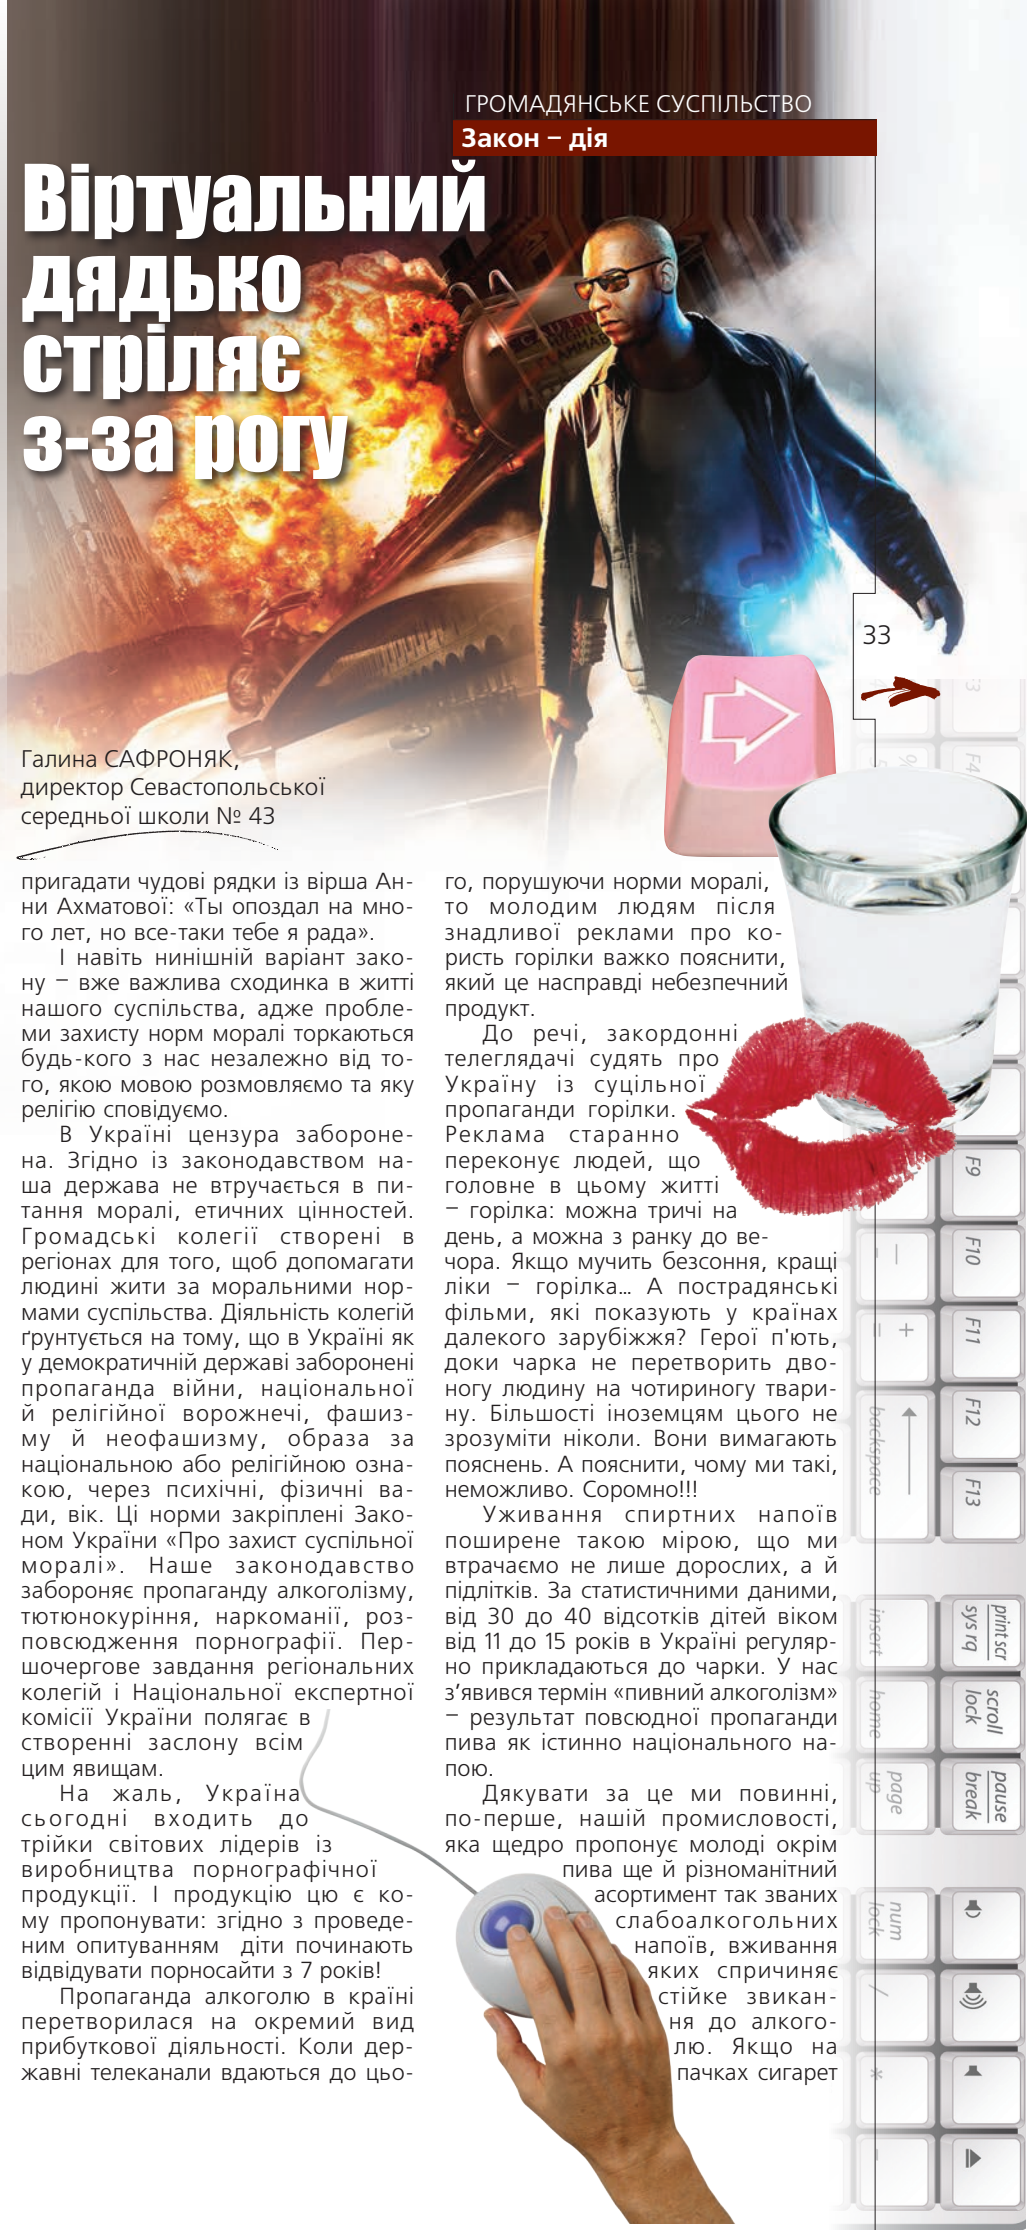 ГРОМАДЯНСЬКЕ СУСПІЛЬСТВО
Закон – дія
Віртуальний
дядько
стріляє
з-за рогу
33
Галина САФРОНЯК,
директор Севастопольської
середньої школи № 43
пригадати чудові рядки із вірша Ан-
ни Ахматової: «Ты опоздал на мно-
го лет, но все-таки тебе я рада».
І навіть нинішній варіант зако-
ну – вже важлива сходинка в житті
нашого суспільства, адже пробле-
ми захисту норм моралі торкаються
будь-кого з нас незалежно від то-
го, якою мовою розмовляємо та яку
релігію сповідуємо.
В Україні цензура забороне-
на. Згідно із законодавством на-
ша держава не втручається в пи-
тання моралі, етичних цінностей.
Громадські колегії створені в
регіонах для того, щоб допомагати
людині жити за моральними нор-
мами суспільства. Діяльність колегій
ґрунтується на тому, що в Україні як
у демократичній державі заборонені
пропаганда війни, національної
й релігійної ворожнечі, фашиз-
му й неофашизму, образа за
національною або релігійною озна-
кою, через психічні, фізичні ва-
ди, вік. Ці норми закріплені Зако-
ном України «Про захист суспільної
моралі». Наше законодавство
забороняє пропаганду алкоголізму,
тютюнокуріння, наркоманії, роз-
повсюдження порнографії. Пер-
шочергове завдання регіональних
колегій і Національної експертної
комісії України полягає в
створенні заслону всім
цим явищам.
На жаль, Україна
сьогодні входить до
трійки світових лідерів із
виробництва порнографічної
продукції. І продукцію цю є ко-
му пропонувати: згідно з проведе-
ним опитуванням діти починають
відвідувати порносайти з 7 років!
Пропаганда алкоголю в країні
перетворилася на окремий вид
прибуткової діяльності. Коли дер-
жавні телеканали вдаються до цьо-
го, порушуючи норми моралі,
то молодим людям після
знадливої реклами про ко-
ристь горілки важко пояснити,
який це насправді небезпечний
продукт.
До речі, закордонні
телеглядачі судять про
Україну із суцільної
пропаганди горілки.
Реклама старанно
переконує людей, що
головне в цьому житті
– горілка: можна тричі на
день, а можна з ранку до ве-
чора. Якщо мучить безсоння, кращі
ліки – горілка... А пострадянські
фільми, які показують у країнах
далекого зарубіжжя? Герої п'ють,
доки чарка не перетворить дво-
ногу людину на чотириногу твари-
ну. Більшості іноземцям цього не
зрозуміти ніколи. Вони вимагають
пояснень. А пояснити, чому ми такі,
неможливо. Соромно!!!
Уживання спиртних напоїв
поширене такою мірою, що ми
втрачаємо не лише дорослих, а й
підлітків. За статистичними даними,
від 30 до 40 відсотків дітей віком
від 11 до 15 років в Україні регуляр-
но прикладаються до чарки. У нас
з’явився термін «пивний алкоголізм»
– результат повсюдної пропаганди
пива як істинно національного на-
пою.
Дякувати за це ми повинні,
по-перше, нашій промисловості,
яка щедро пропонує молоді окрім
пива ще й різноманітний
асортимент так званих
слабоалкогольних
напоїв, вживання
яких спричиняє
стійке звикан-
ня до алкого-
лю. Якщо на
пачках сигарет
F3
F4
%
F9
F10
F11
+
=
F12
backspace
F13
print scr
sys rq
insert
scroll
lock
home
pause
break
page
up
num
lock
/
*